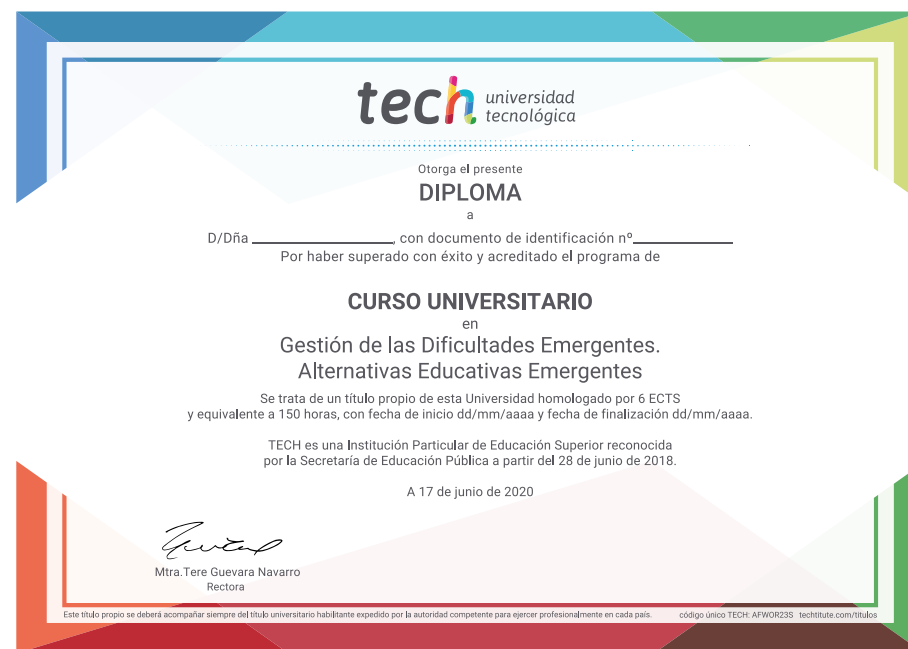 tech universidad
tecnológica
Otorga el presente
DIPLOMA
a
D/Dña ____________________, con documento de identificación nº______________
Por haber superado con éxito y acreditado el programa de
CURSO UNIVERSITARIO
en
Gestión de las Dificultades Emergentes.
Alternativas Educativas Emergentes
Se trata de un título propio de esta Universidad homologado por 6 ECTS
y equivalente a 150 horas, con fecha de inicio dd/mm/aaaa y fecha de finalización dd/mm/aaaa.
TECH es una Institución Particular de Educación Superior reconocida
por la Secretaría de Educación Pública a partir del 28 de junio de 2018.
A 17 de junio de 2020
Mtra.Tere Guevara Navarro
Rectora
Este título propio se deberá acompañar siempre del título universitario habilitante expedido por la autoridad competente para ejercer profesionalmente en cada país. código único TECH: AFWOR23S techtitute.com/titulos